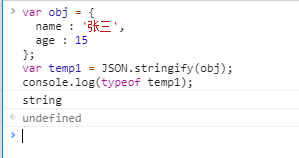 > var obj = {
name : '张三',
age : 15
};
var temp1 = JSON.stringify(obj);
console.log(typeof temp1);
string
undefined
>